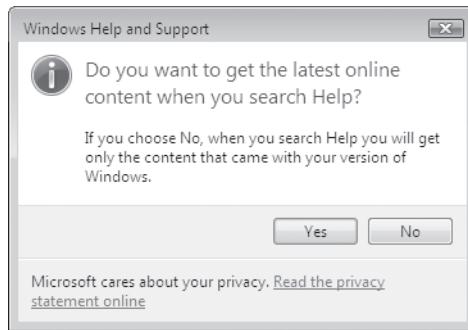 Windows Help and Support
Do you want to get the latest online
content when you search Help?
If you choose No, when you search Help you will get
only the content that came with your version of
Windows.
Yes
No
Microsoft cares about your privacy. Read the privacy
statement online